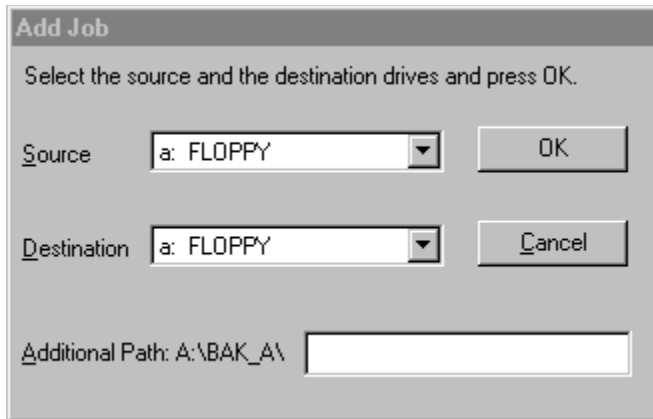 Add Job
Select the source and the destination drives and press OK.
Source a: FLOPPY OK
Destination a: FLOPPY Cancel
Additional Path: A:\BAK_A\